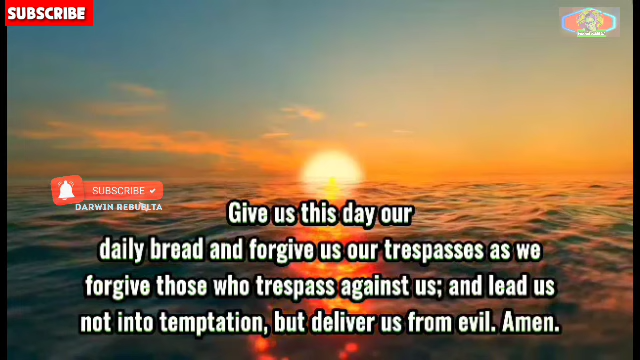 SUBSCRIBE
SUBSCRIBE
DARWIN REBUELTA
Give us this day our
daily bread and forgive us our trespasses as we
forgive those who trespass against us; and lead us
not into temptation, but deliver us from evil. Amen.